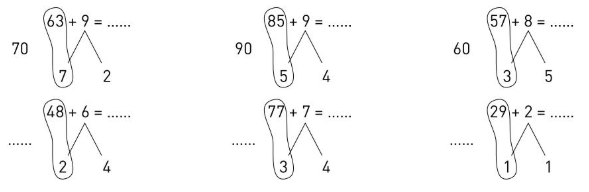 63 + 9 = ...... 85 + 9 = ...... 57 + 8 = ......
70 90 60
7 2 5 4 3 5
48 + 6 = ...... 77 + 7 = ...... 29 + 2 = ......
...... ...... ......
2 4 3 4 1 1